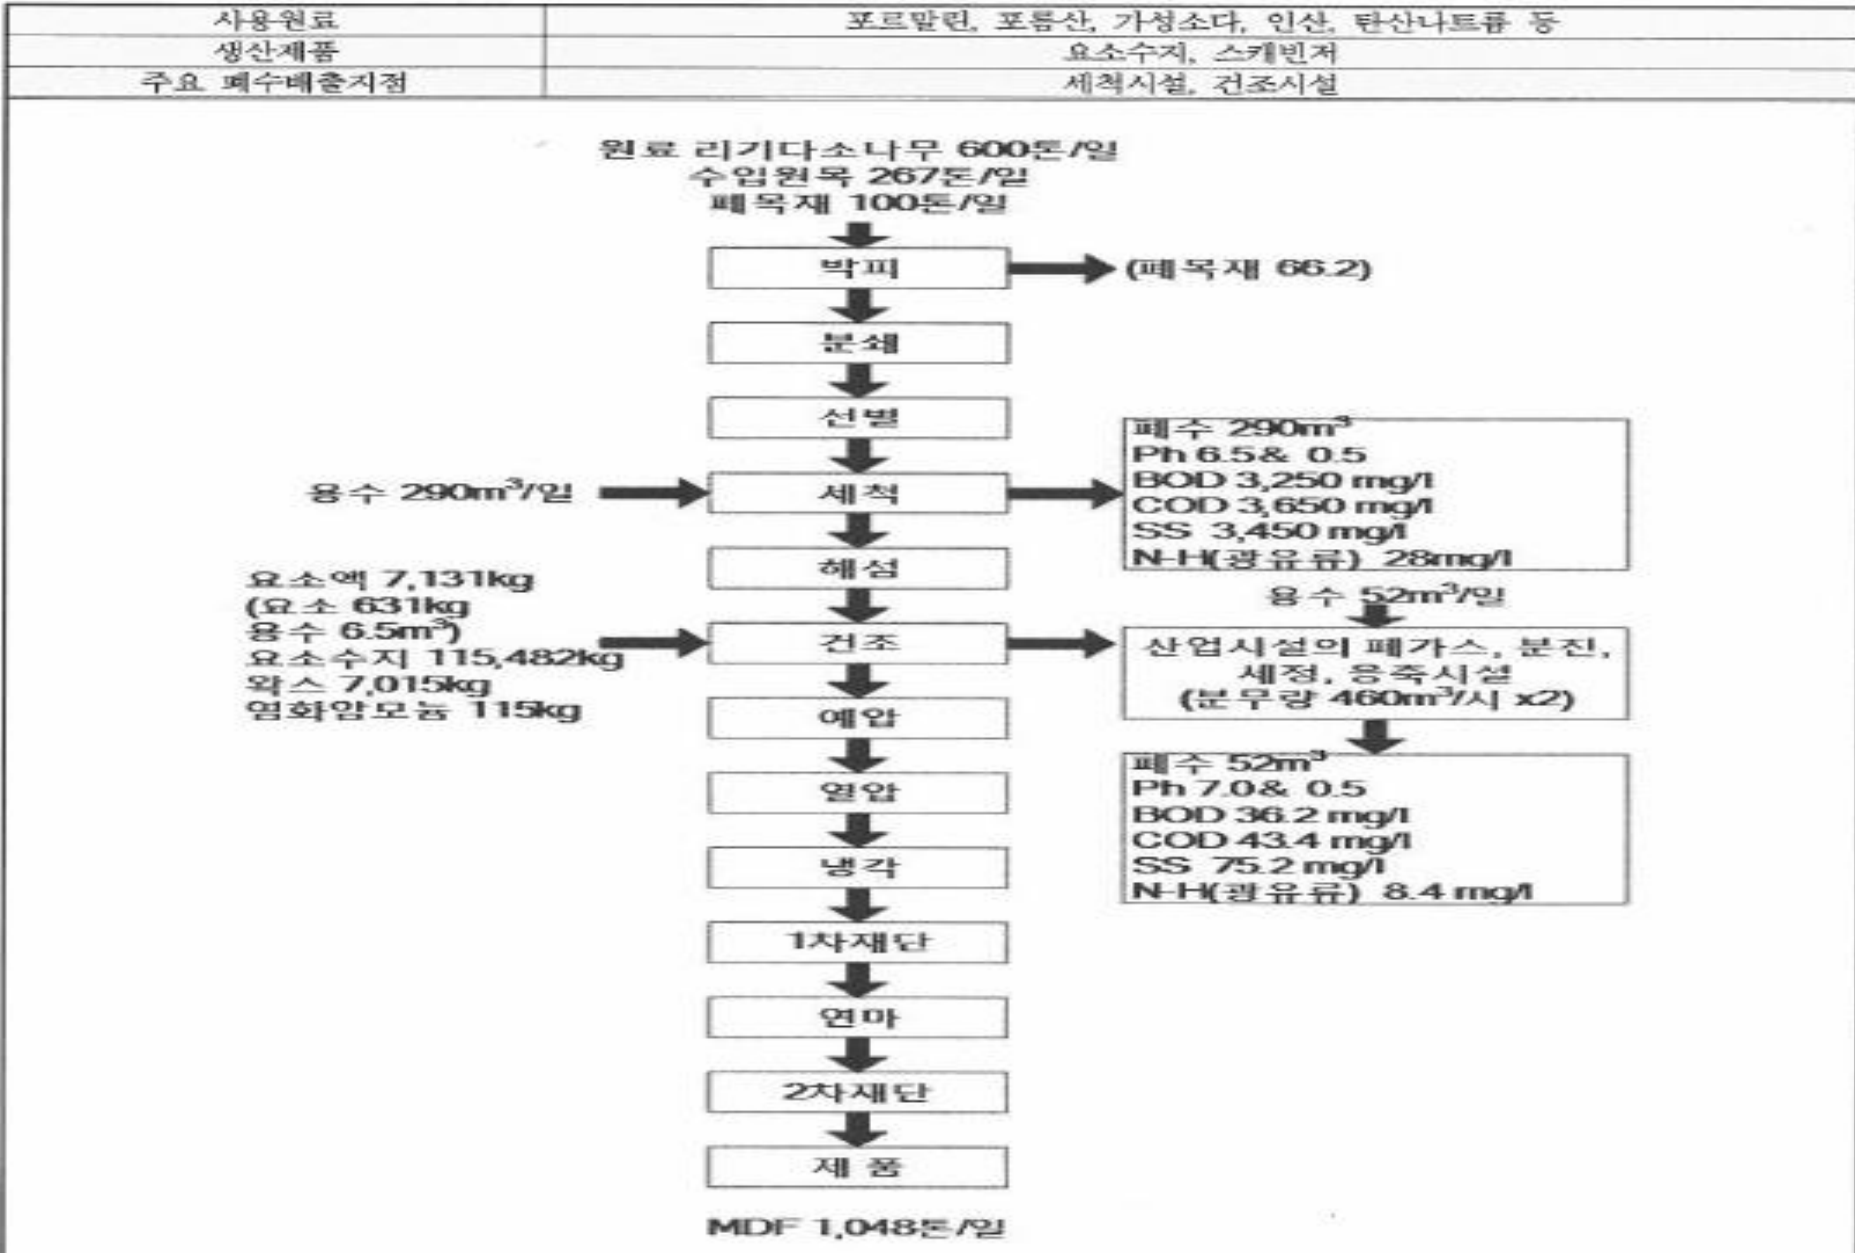 사용원료 포르말린, 포름산, 가성소다, 인산, 탄산나트륨 등
생산제품 요소수지, 스캐빈저
주요 폐수배출지점 세척시설, 건조시설
원료 리기다소나무 600톤/일
수입원목 267톤/일
폐목재 100톤/일
박피
(폐목재 66.2)
분쇄
선별
용수 290m³/일
세척
폐수 290m³
Ph 6.5& 0.5
BOD 3,250 mg/l
COD 3,650 mg/l
SS 3,450 mg/l
N-H(광유류) 28mg/l
해섬
요소액 7,131kg
(요소 631kg
용수 6.5m³)
요소수지 115,482kg
왁스 7,015kg
염화암모늄 115kg
건조
용수 52m³/일
산업시설의 폐가스, 분진,
세정, 응축시설
(분무량 460m³/시 x2)
예압
폐수 52m³
Ph 7.0& 0.5
BOD 36.2 mg/l
COD 43.4 mg/l
SS 75.2 mg/l
N-H(광유류) 8.4 mg/l
열압
냉각
1차재단
연마
2차재단
제 품
MDF 1,048톤/일